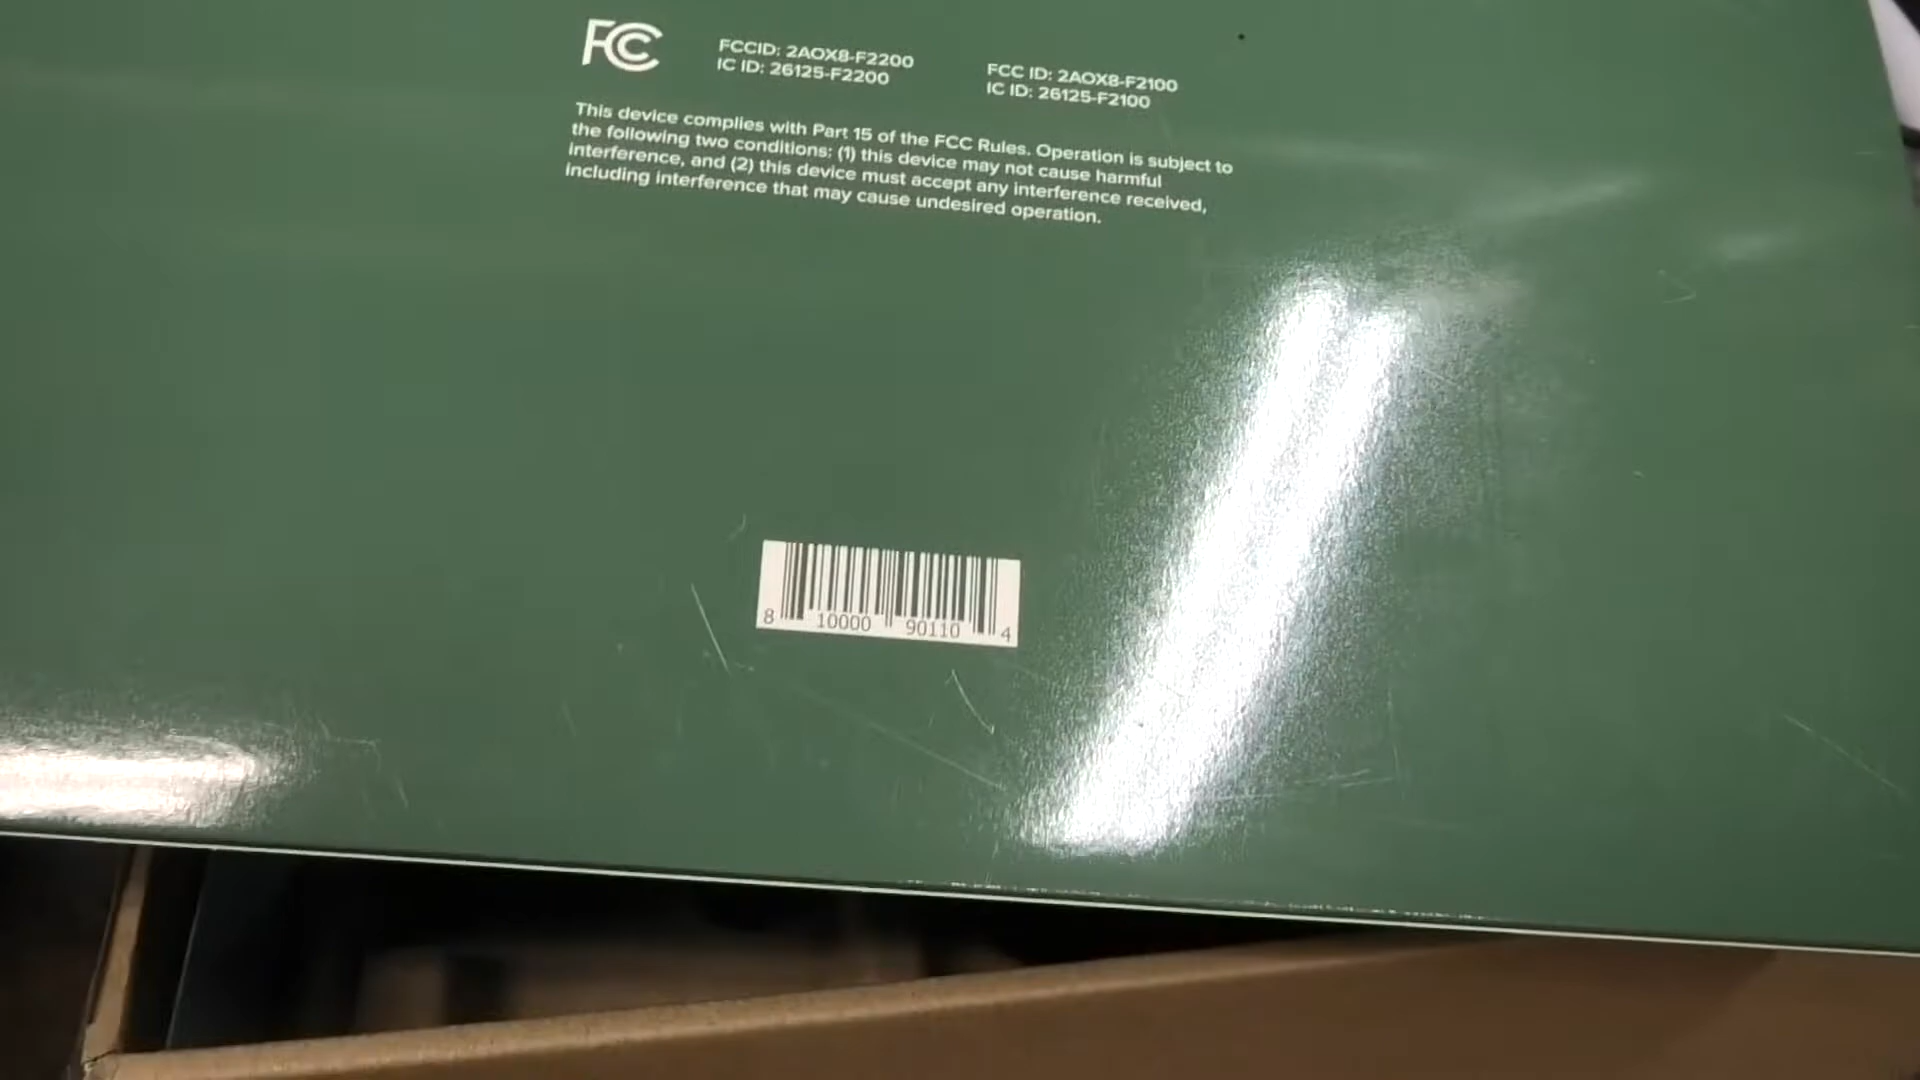 FC
FCCID: 2AOX8-F2200
IC ID: 26125-F2200
FCC ID: 2AOX8-F2100
IC ID: 26125-F2100
This device complies with Part 15 of the FCC Rules. Operation is subject to
the following two conditions: (1) this device may not cause harmful
interference, and (2) this device must accept any interference received,
including interference that may cause undesired operation.
8 10000 90110 4